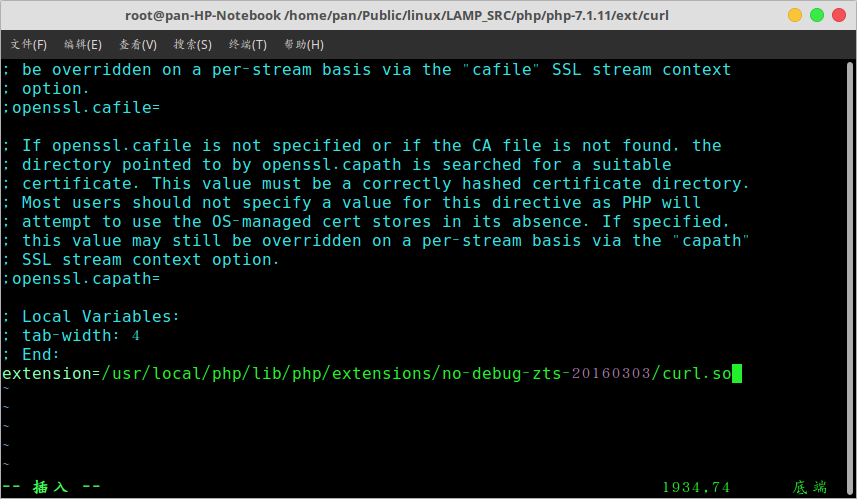 root@pan-HP-Notebook /home/pan/Public/linux/LAMP_SRC/php/php-7.1.11/ext/curl
文件(F) 编辑(E) 查看(V) 搜索(S) 终端(T) 帮助(H)
; be overridden on a per-stream basis via the "cafile" SSL stream context
; option.
;openssl.cafile=
; If openssl.cafile is not specified or if the CA file is not found, the
; directory pointed to by openssl.capath is searched for a suitable
; certificate. This value must be a correctly hashed certificate directory.
; Most users should not specify a value for this directive as PHP will
; attempt to use the OS-managed cert stores in its absence. If specified,
; this value may still be overridden on a per-stream basis via the "capath"
; SSL stream context option.
;openssl.capath=
; Local Variables:
; tab-width: 4
; End:
extension=/usr/local/php/lib/php/extensions/no-debug-zts-20160303/curl.so
~
~
~
~
~
-- 插入 -- 1934,74 底端